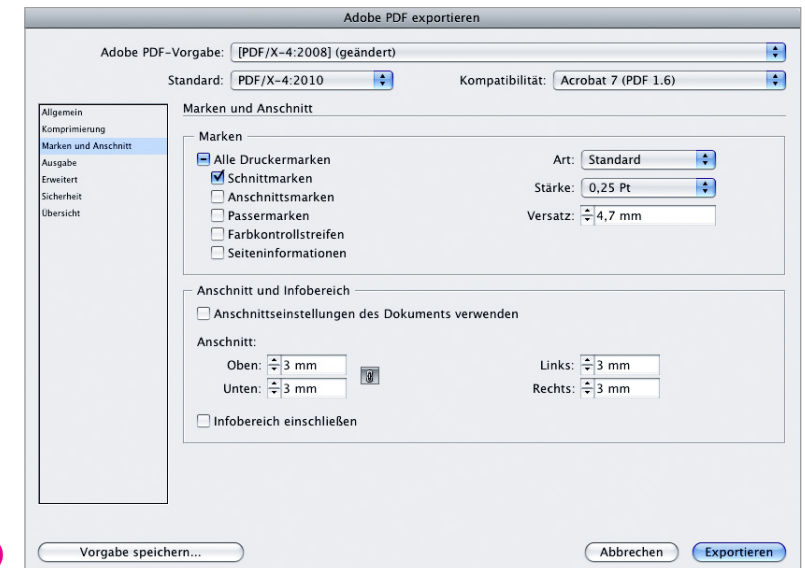 Adobe PDF exportieren
Adobe PDF-Vorgabe: [PDF/X-4:2008] (geändert)
Standard: PDF/X-4:2010 Kompatibilität: Acrobat 7 (PDF 1.6)
Allgemein
Komprimierung
Marken und Anschnitt
Ausgabe
Erweitert
Sicherheit
Übersicht
Marken und Anschnitt
Marken
Alle Druckermarken
Schnittmarken
Anschnittsmarken
Passermarken
Farbkontrollstreifen
Seiteninformationen
Art: Standard
Stärke: 0,25 Pt
Versatz: 4,7 mm
Anschnitt und Infobereich
Anschnittseinstellungen des Dokuments verwenden
Anschnitt:
Oben: 3 mm Links: 3 mm
Unten: 3 mm Rechts: 3 mm
Infobereich einschließen
Vorgabe speichern... Abbrechen Exportieren